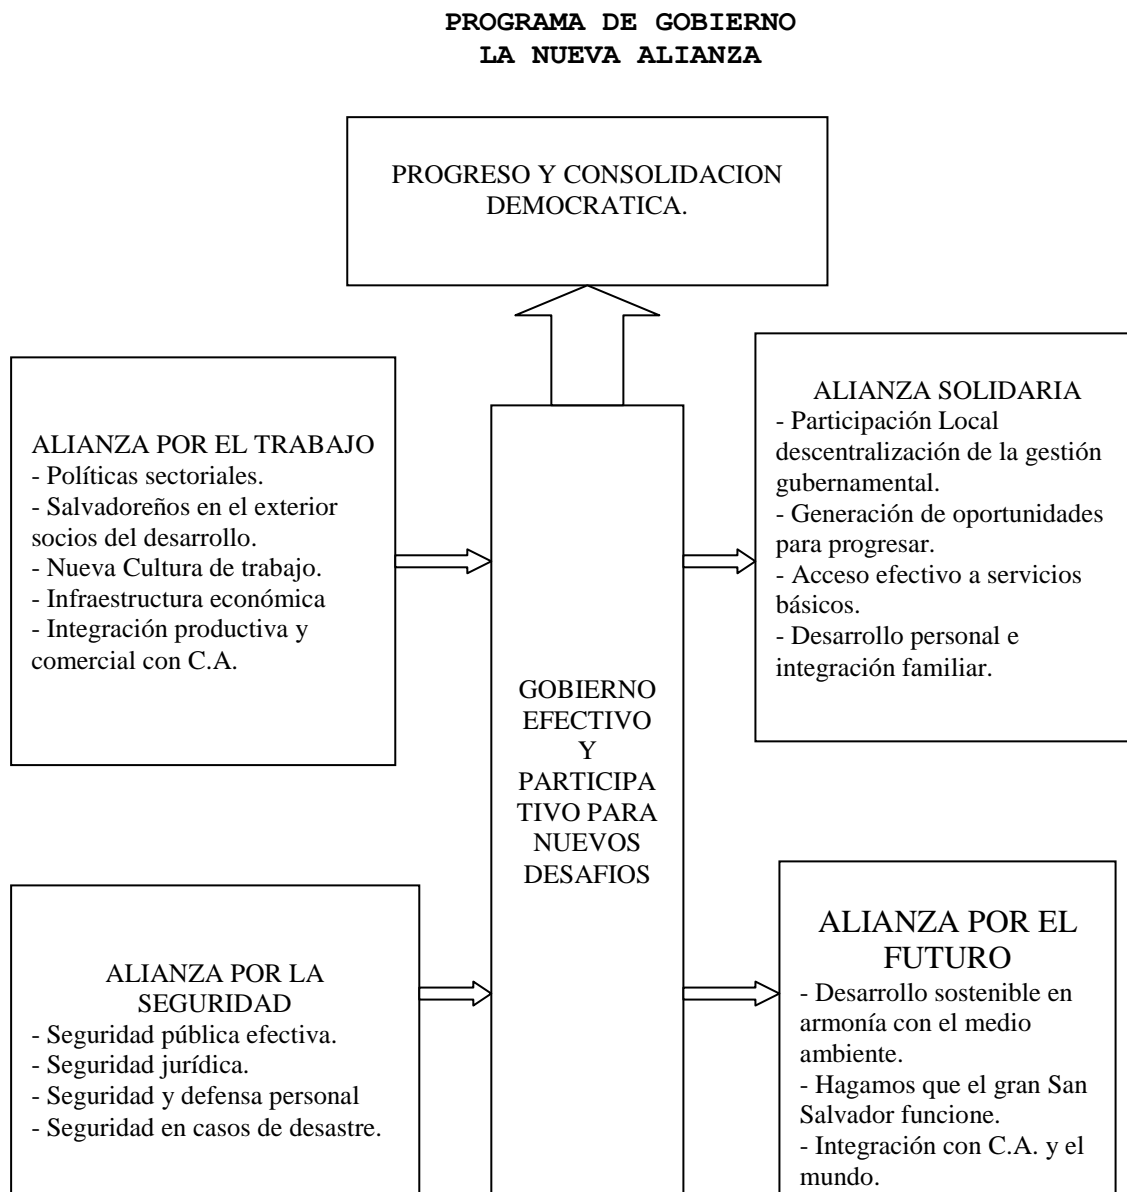 PROGRAMA DE GOBIERNO
LA NUEVA ALIANZA
PROGRESO Y CONSOLIDACION
DEMOCRATICA.
ALIANZA POR EL TRABAJO
- Políticas sectoriales.
- Salvadoreños en el exterior
socios del desarrollo.
- Nueva Cultura de trabajo.
- Infraestructura económica
- Integración productiva y
comercial con C.A.
ALIANZA SOLIDARIA
- Participación Local
descentralización de la gestión
gubernamental.
- Generación de oportunidades
para progresar.
- Acceso efectivo a servicios
básicos.
- Desarrollo personal e
integración familiar.
GOBIERNO
EFECTIVO
Y
PARTICIPA
TIVO PARA
NUEVOS
DESAFIOS
ALIANZA POR LA
SEGURIDAD
- Seguridad pública efectiva.
- Seguridad jurídica.
- Seguridad y defensa personal
- Seguridad en casos de desastre.
ALIANZA POR EL
FUTURO
- Desarrollo sostenible en
armonía con el medio
ambiente.
- Hagamos que el gran San
Salvador funcione.
- Integración con C.A. y el
mundo.